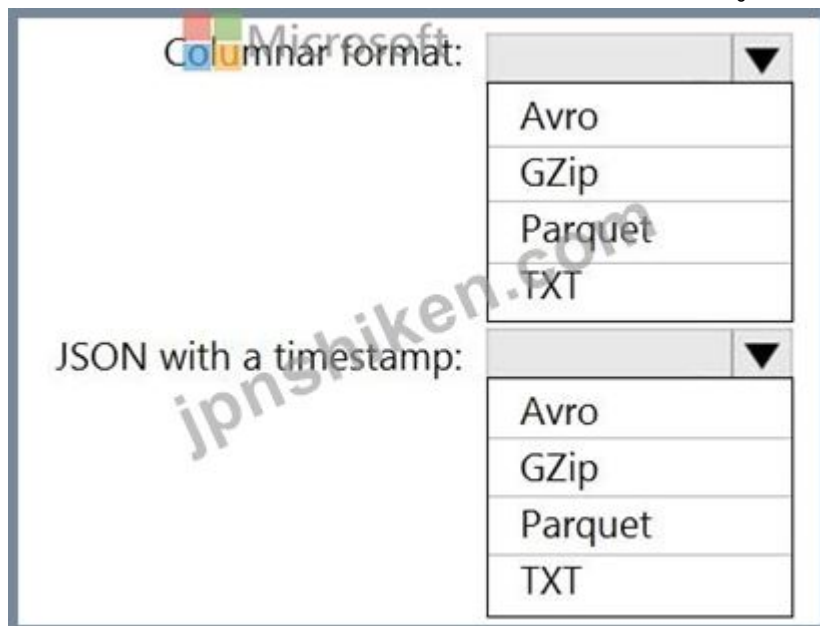 Microsoft
Columnar format:
Avro
GZip
Parquet
TXT
JSON with a timestamp:
Avro
GZip
Parquet
TXT
jpnshiken.com